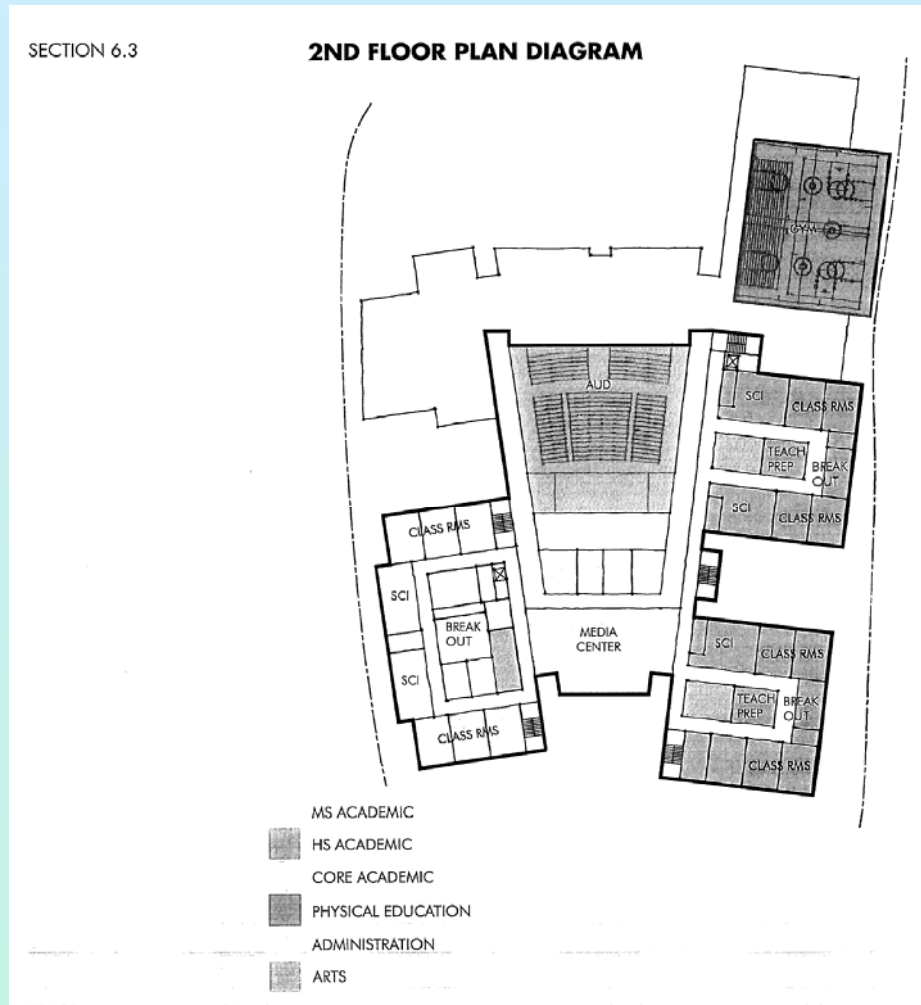 SECTION 6.3
2ND FLOOR PLAN DIAGRAM
GYM
AUD
SCI
CLASS RMS
TEACH
PREP
BREAK
OUT
SCI
CLASS RMS
CLASS RMS
SCI
BREAK
OUT
SCI
CLASS RMS
MEDIA
CENTER
SCI
CLASS RMS
TEACH
PREP
BREAK
OUT
CLASS RMS
MS ACADEMIC
HS ACADEMIC
CORE ACADEMIC
PHYSICAL EDUCATION
ADMINISTRATION
ARTS